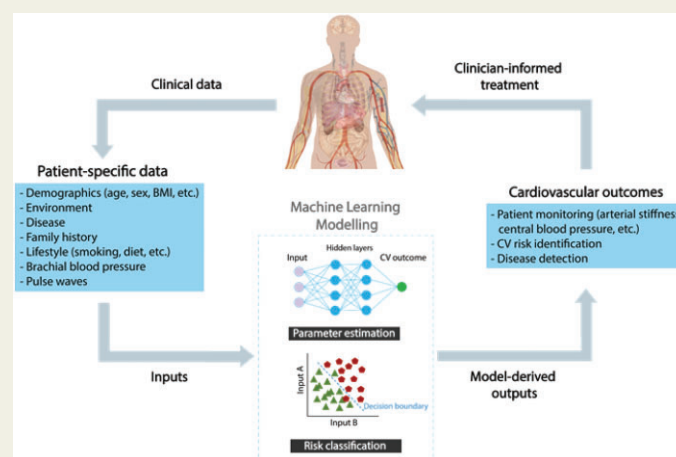 Clinical data
Clinician-informed
treatment
Patient-specific data
- Demographics (age, sex, BMI, etc.)
- Environment
- Disease
- Family history
- Lifestyle (smoking, diet, etc.)
- Brachial blood pressure
- Pulse waves
Machine Learning
Modelling
Hidden layers
Input
CV outcome
Parameter estimation
Input A
Decision boundary
Input B
Risk classification
Cardiovascular outcomes
- Patient monitoring (arterial stiffness
central blood pressure, etc.)
- CV risk identification
- Disease detection
Inputs
Model-derived
outputs